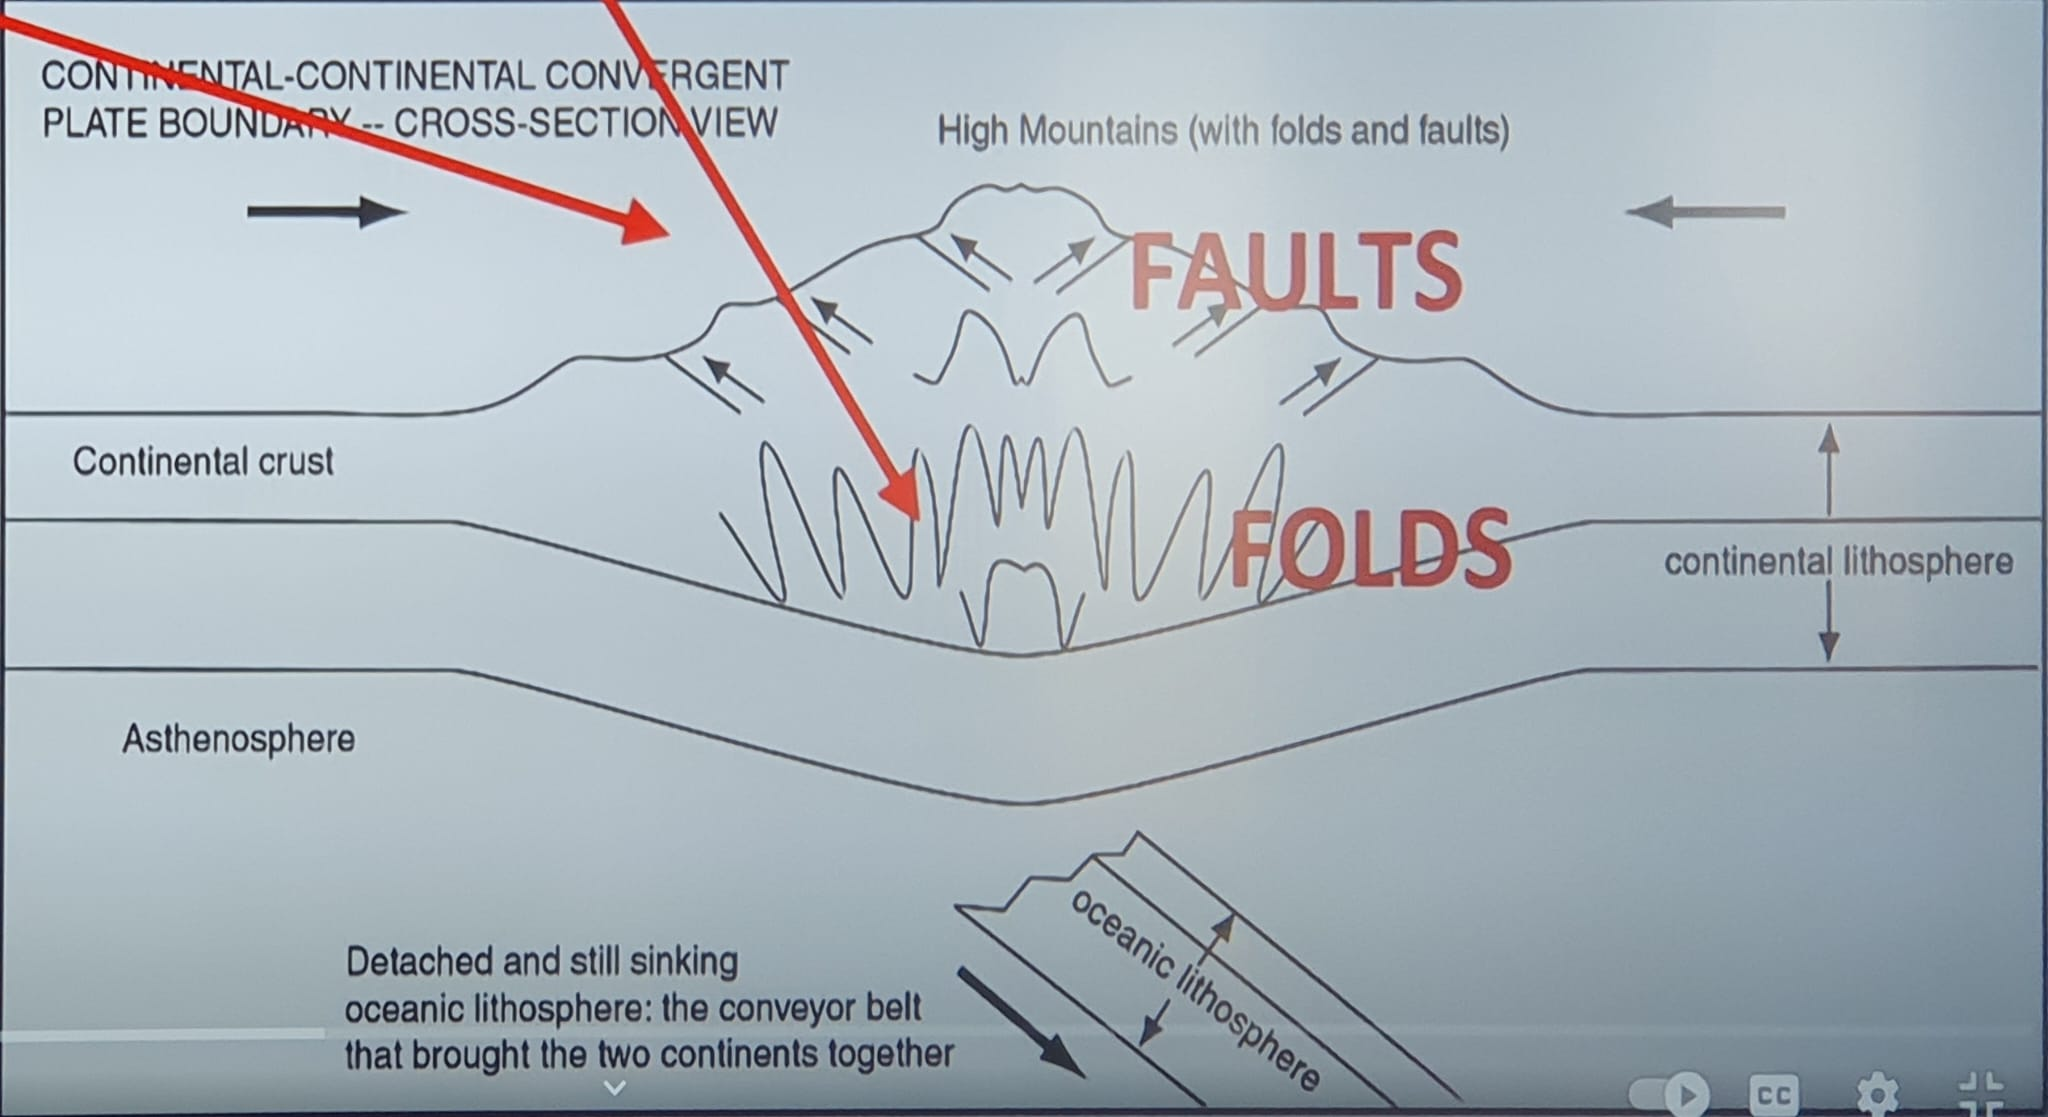 CONTINENTAL-CONTINENTAL CONVERGENT
PLATE BOUNDARY -- CROSS-SECTION VIEW
High Mountains (with folds and faults)
FAULTS
Continental crust
FOLDS
continental lithosphere
Asthenosphere
oceanic lithosphere
Detached and still sinking
oceanic lithosphere: the conveyor belt
that brought the two continents together
CC